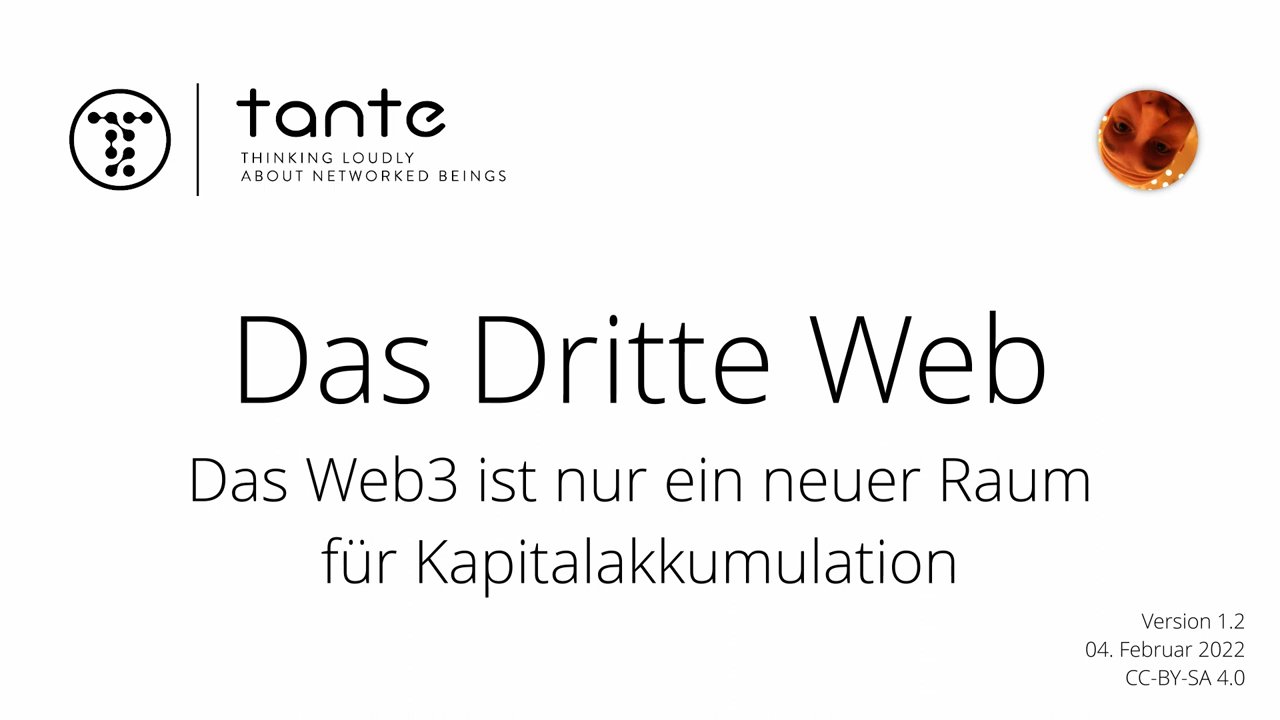 tante
THINKING LOUDLY
ABOUT NETWORKED BEINGS
Das Dritte Web
Das Web3 ist nur ein neuer Raum
für Kapitalakkumulation
Version 1.2
04. Februar 2022
CC-BY-SA 4.0